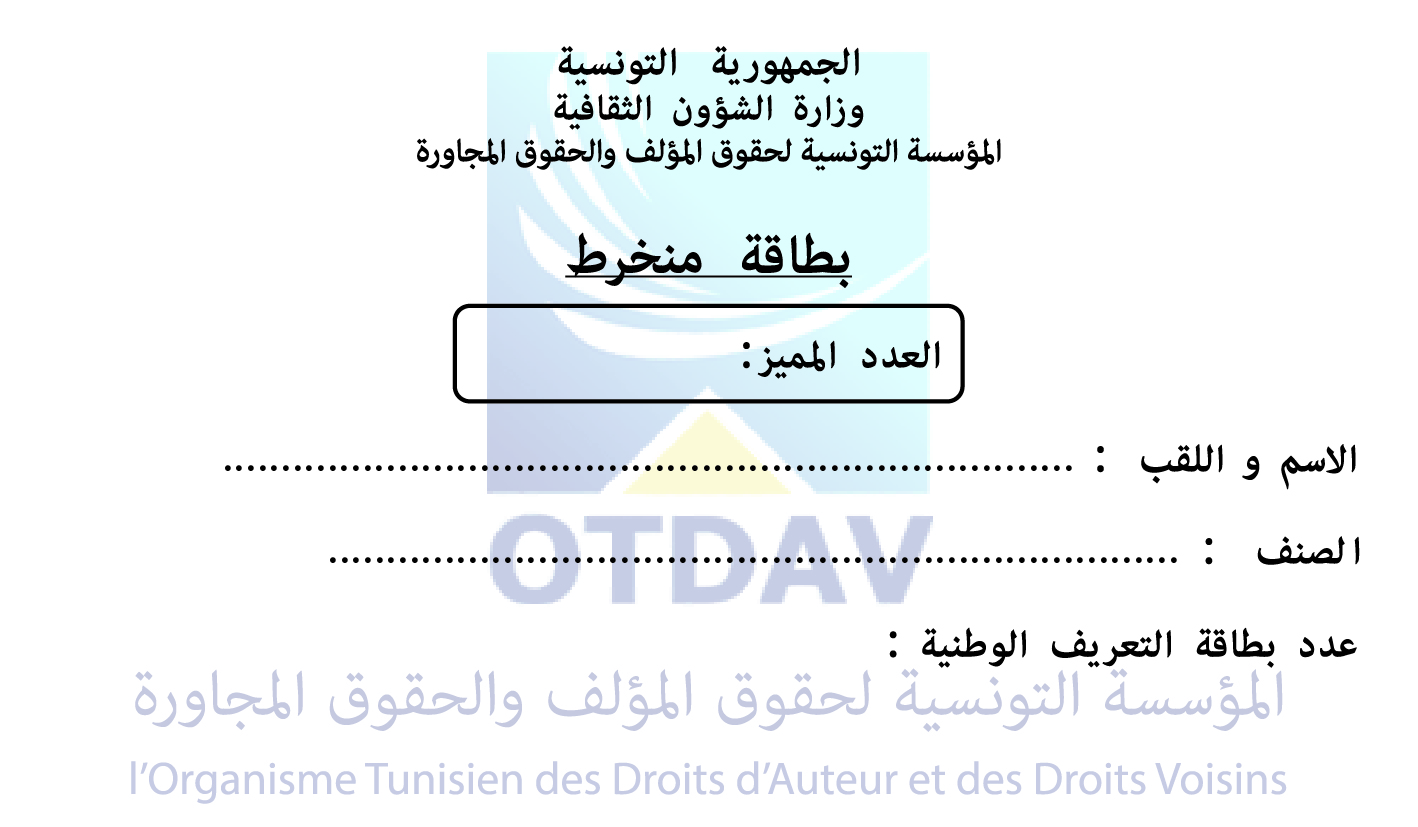 الجمهورية التونسية
وزارة الشؤون الثقافية
المؤسسة التونسية لحقوق المؤلف والحقوق المجاورة
بطاقة منخرط
العدد المميز:
الاسم و اللقب : .........................................................................
الصنف : .........................................................................
OTDAV
عدد بطاقة التعريف الوطنية :
المؤسسة التونسية لحقوق المؤلف والحقوق المجاورة
l’Organisme Tunisien des Droits d’Auteur et des Droits Voisins